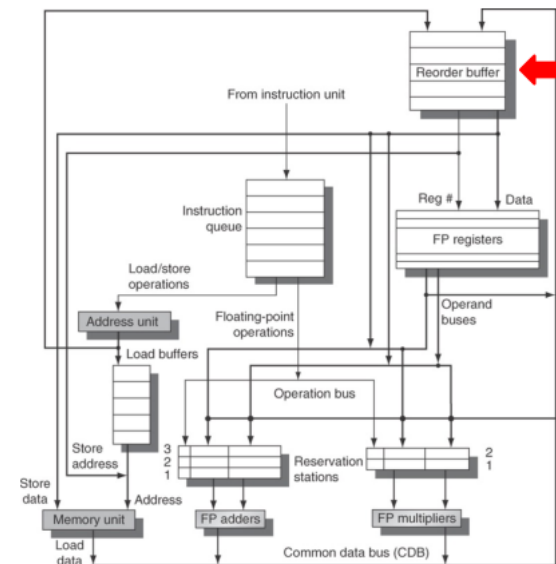 Reorder buffer
From instruction unit
Reg #
Data
Instruction
queue
FP registers
Load/store
operations
Operand
buses
Address unit
Floating-point
operations
Load buffers
Operation bus
Store
address
3
2
1
Reservation
stations
2
1
Store
data
Address
Memory unit
FP adders
FP multipliers
Load
data
Common data bus (CDB)